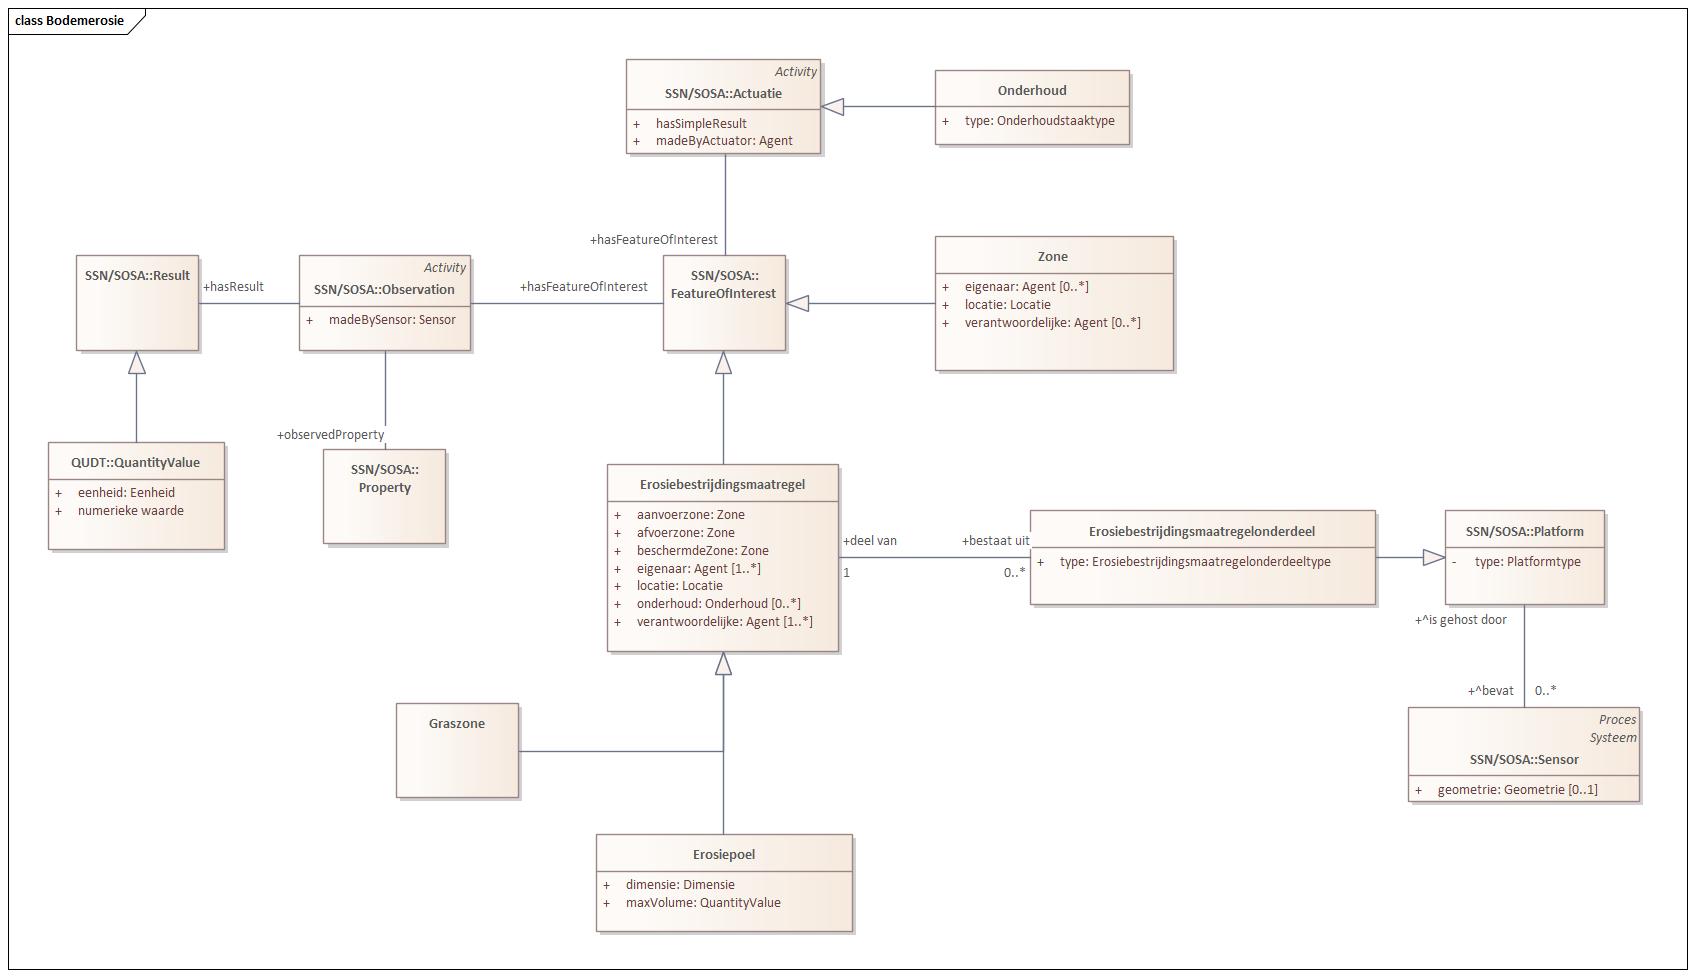 class Bodemerosie
Activity
SSN/SOSA::Actuatie
+ hasSimpleResult
+ madeByActuator: Agent
Onderhoud
+ type: Onderhoudstaaktype
+hasFeatureOfInterest
SSN/SOSA::Result
+hasResult
Activity
SSN/SOSA::Observation
+ madeBySensor: Sensor
+hasFeatureOfInterest
SSN/SOSA::
FeatureOfInterest
Zone
+ eigenaar: Agent [0..*]
+ locatie: Locatie
+ verantwoordelijke: Agent [0..*]
+observedProperty
QUDT::QuantityValue
+ eenheid: Eenheid
+ numerieke waarde
SSN/SOSA::
Property
Erosiebestrijdingsmaatregel
+ aanvoerzone: Zone
+ afvoerzone: Zone
+ beschermdeZone: Zone
+ eigenaar: Agent [1..*]
+ locatie: Locatie
+ onderhoud: Onderhoud [0..*]
+ verantwoordelijke: Agent [1..*]
+deel van
1
+bestaat uit
0..*
Erosiebestrijdingsmaatregelonderdeel
+ type: Erosiebestrijdingsmaatregelonderdeeltype
SSN/SOSA::Platform
- type: Platformtype
+^is gehost door
+^bevat
0..*
Proces
Systeem
SSN/SOSA::Sensor
+ geometrie: Geometrie [0..1]
Graszone
Erosiepoel
+ dimensie: Dimensie
+ maxVolume: QuantityValue